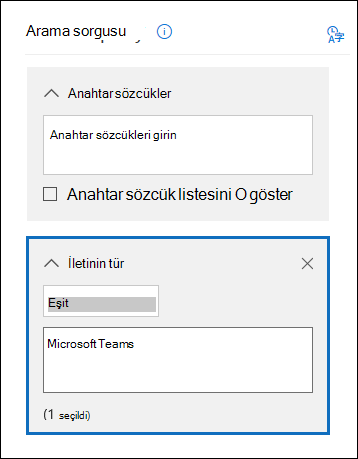 Arama sorgusu
Anahtar sözcükler
Anahtar sözcükleri girin
Anahtar sözcük listesini O göster
İletinin tür
Eşit
Microsoft Teams
(1 seçildi)